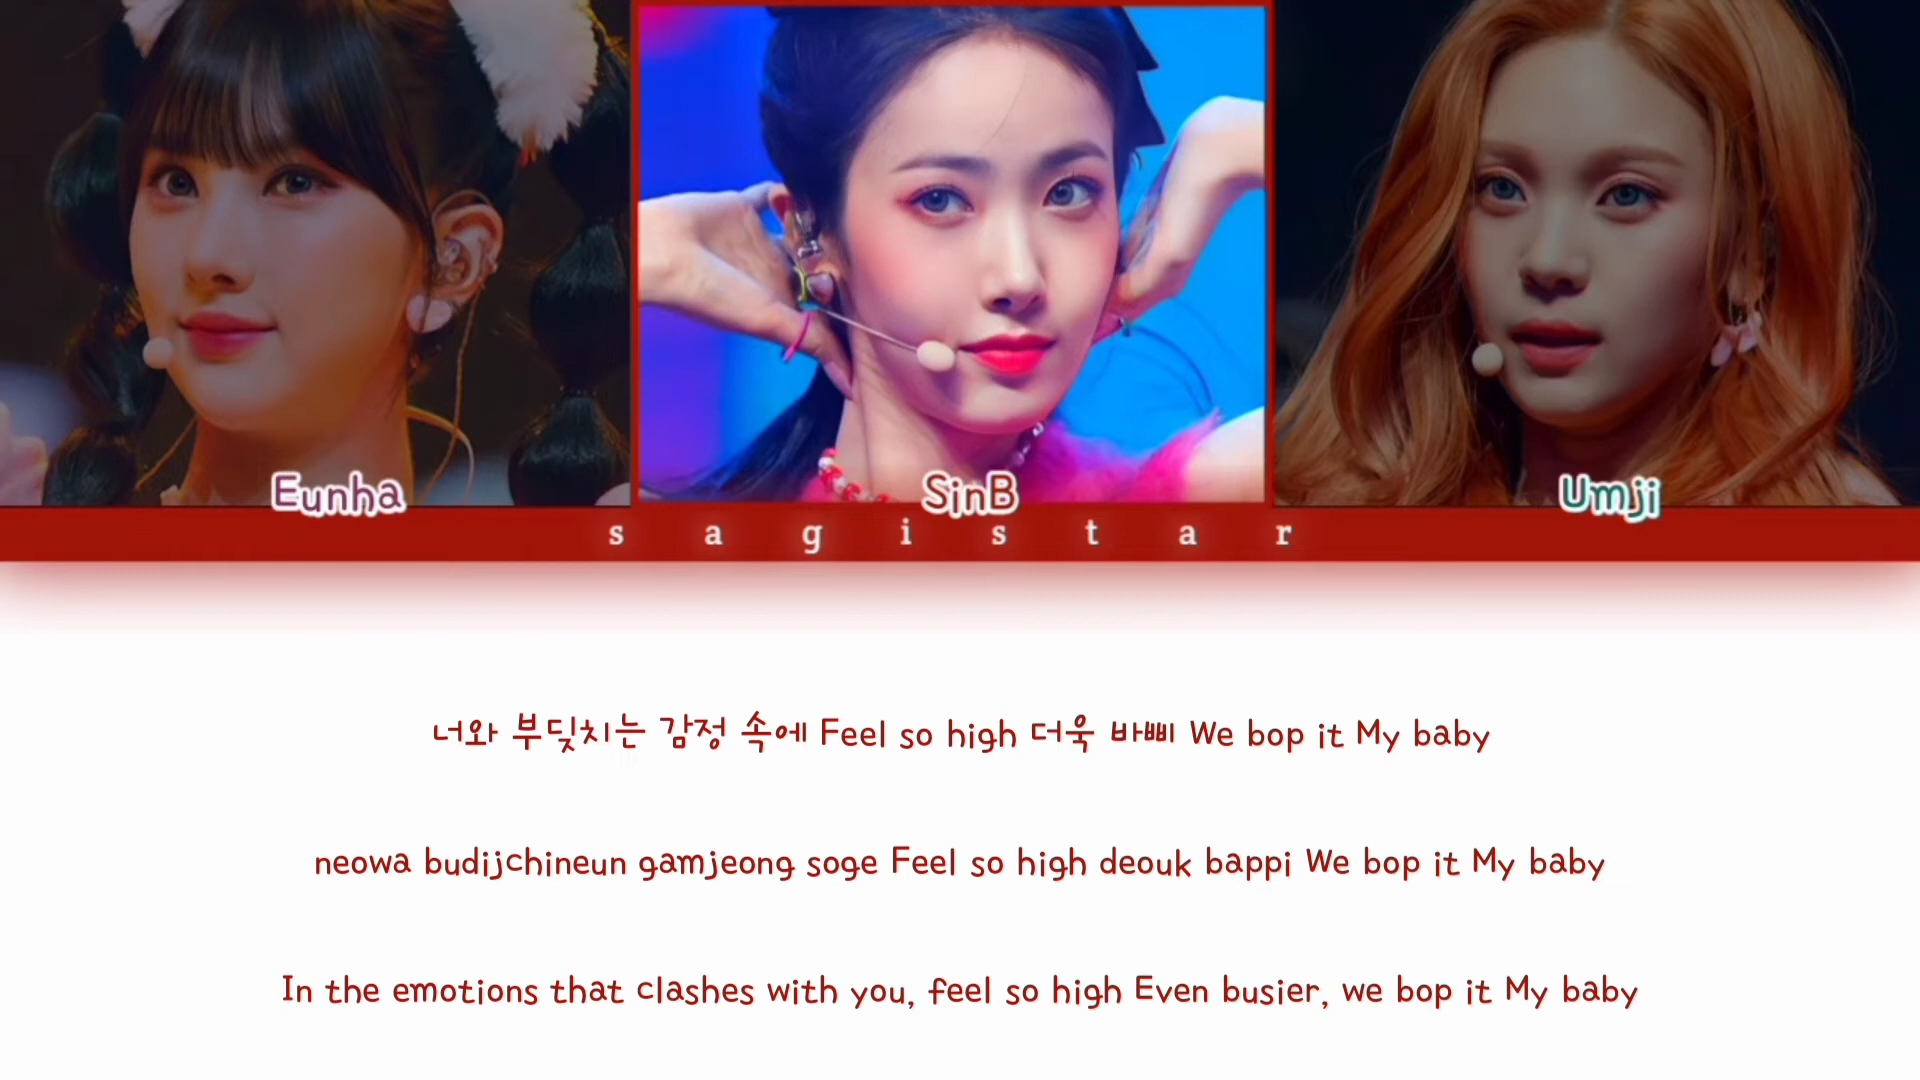 Eunha
SinB
Umji
s a g i s t a r
너와 부딪치는 감정 속에 Feel so high 더욱 바삐 We bop it My baby
neowa budijchineun gamjeong soge Feel so high deouk bappi We bop it My baby
In the emotions that clashes with you, feel so high Even busier, we bop it My baby